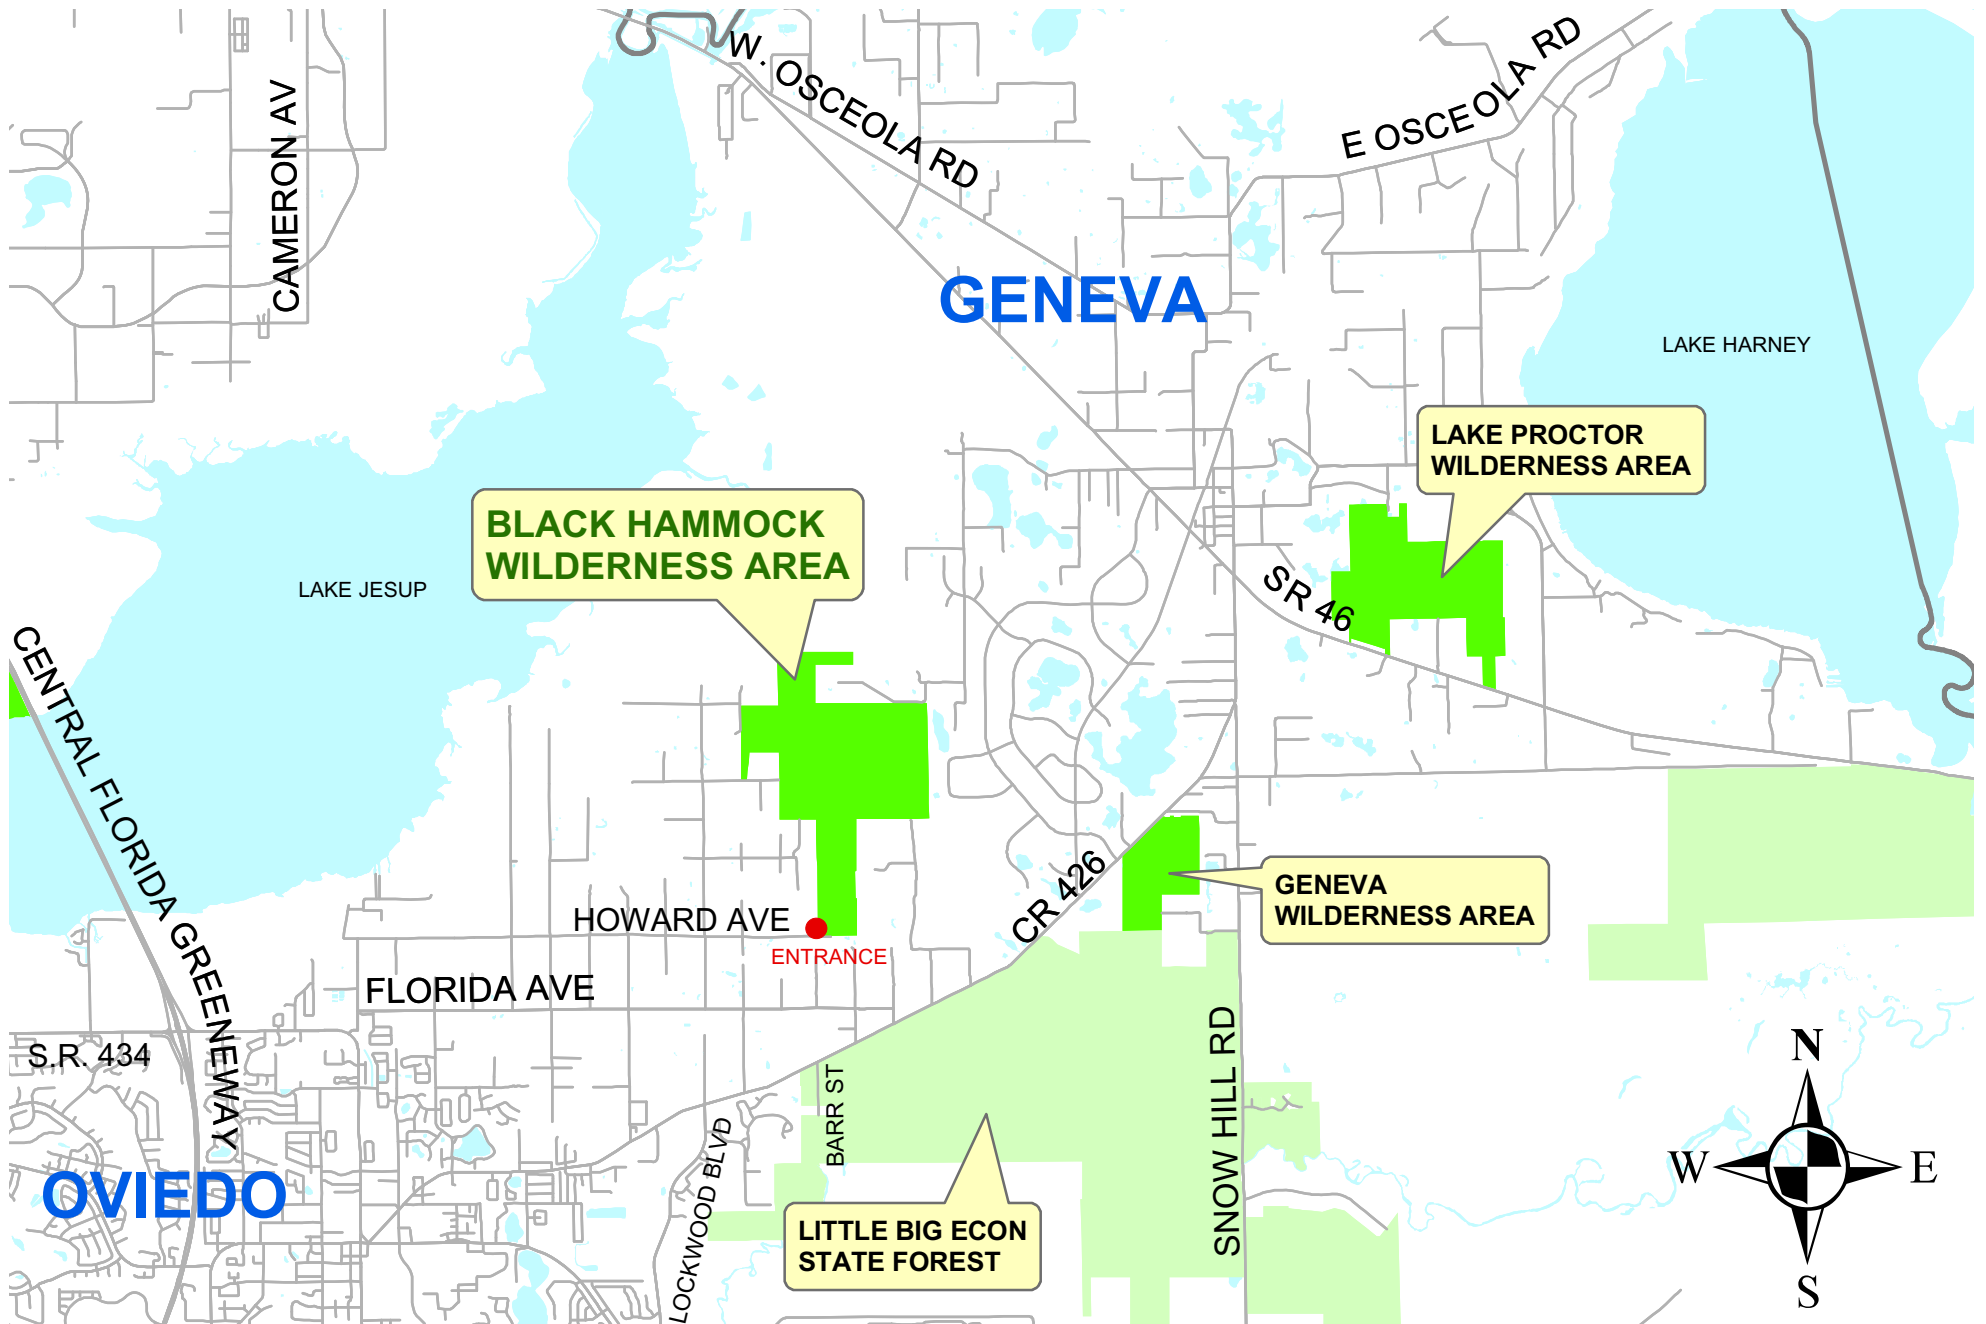 W. OSCEOLA RD
E OSCEOLA RD
CAMERON AV
GENEVA
LAKE HARNEY
LAKE PROCTOR
WILDERNESS AREA
BLACK HAMMOCK
WILDERNESS AREA
LAKE JESUP
SR 46
CENTRAL FLORIDA GREENEWAY
CR 426
GENEVA
WILDERNESS AREA
HOWARD AVE
ENTRANCE
FLORIDA AVE
S.R. 434
SNOW HILL RD
BARR ST
LOCKWOOD BLVD
OVIEDO
LITTLE BIG ECON
STATE FOREST
N
W
E
S